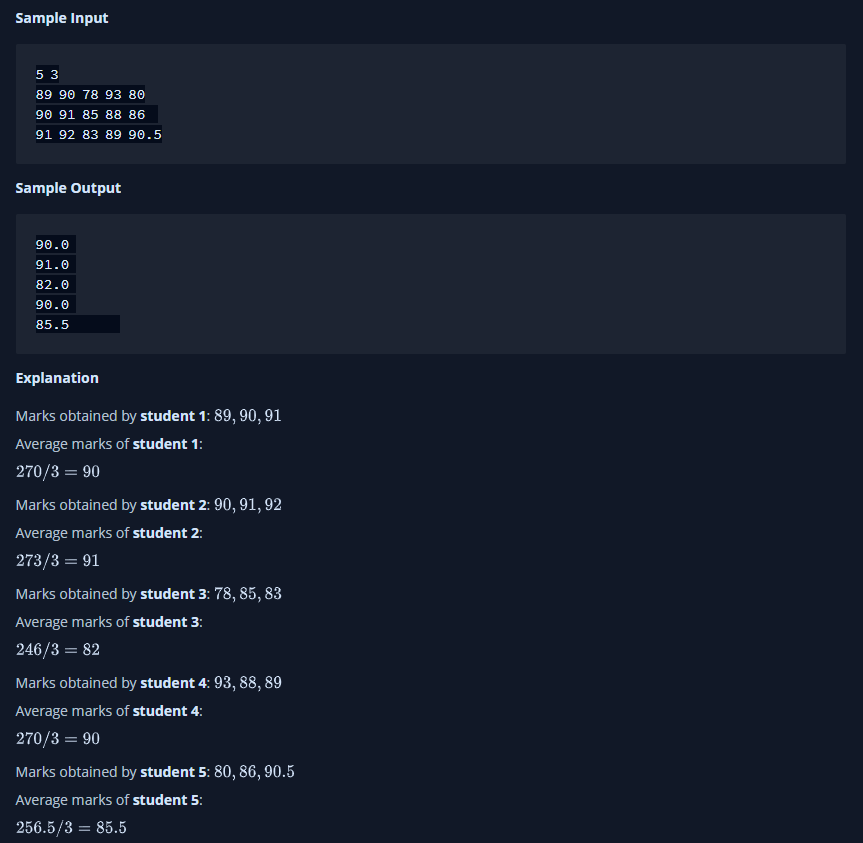 Sample Input
5 3
89 90 78 93 80
90 91 85 88 86
91 92 83 89 90.5
Sample Output
90.0
91.0
82.0
90.0
85.5
Explanation
Marks obtained by student 1: 89, 90, 91
Average marks of student 1:
270/3 = 90
Marks obtained by student 2: 90, 91, 92
Average marks of student 2:
273/3 = 91
Marks obtained by student 3: 78, 85, 83
Average marks of student 3:
246/3 = 82
Marks obtained by student 4: 93, 88, 89
Average marks of student 4:
270/3 = 90
Marks obtained by student 5: 80, 86, 90.5
Average marks of student 5:
256.5/3 = 85.5